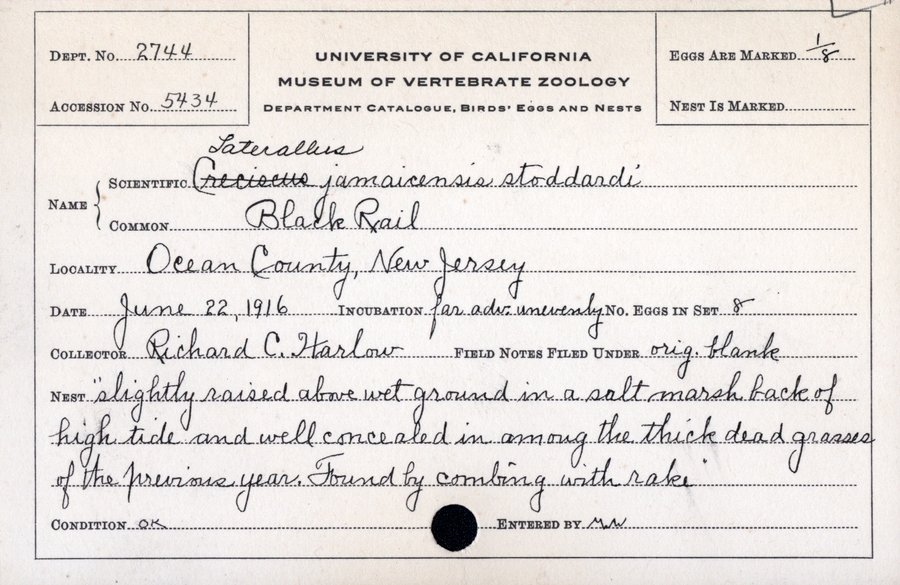 DEPT. No. 2744
ACCESSION No. 5434
UNIVERSITY OF CALIFORNIA
MUSEUM OF VERTEBRATE ZOOLOGY
DEPARTMENT CATALOGUE, BIRDS' EGGS AND NESTS
EGGS ARE MARKED 1/8
NEST IS MARKED
Laterallus
NAME SCIENTIFIC Creciscus jamaicensis stoddardi
COMMON Black Rail
LOCALITY Ocean County, New Jersey
DATE June 22, 1916 INCUBATION far adv. unevenly No. EGGS IN SET 8
COLLECTOR Richard C. Harlow FIELD NOTES FILED UNDER orig. blank
NEST "slightly raised above wet ground in a salt marsh back of
high tide and well concealed in among the thick dead grasses
of the previous year. Found by combing with rake"
CONDITION OK ENTERED BY